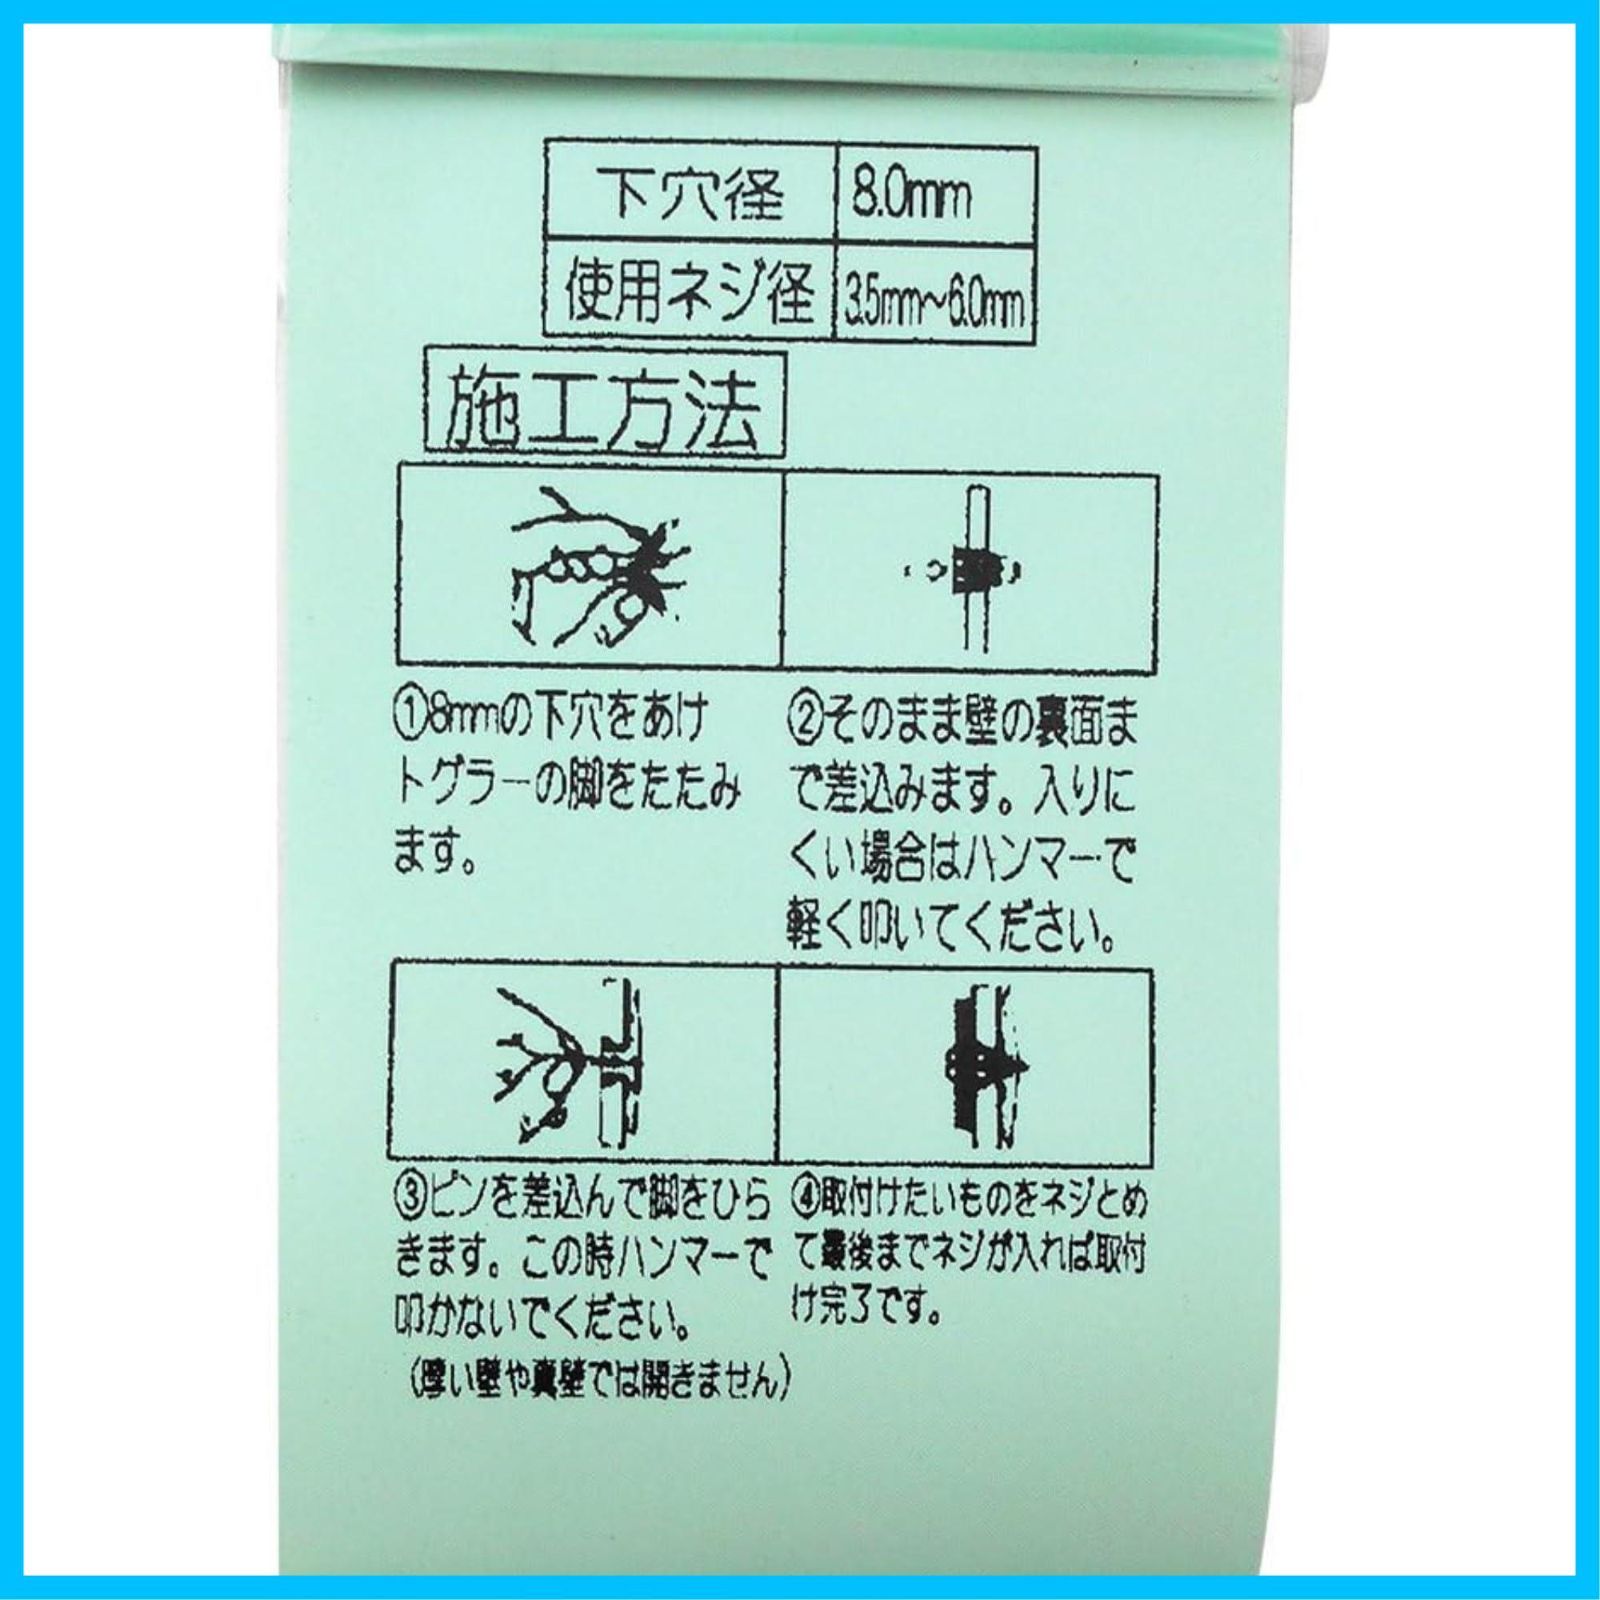 下穴径 8.0mm
使用ネジ径 3.5mm~6.0mm
施工方法
①8mmの下穴をあけ
トグラーの脚をたたみ
ます。
②そのまま壁の裏面ま
で差込みます。入りに
くい場合はハンマーで
軽く叩いてください。
③ピンを差込んで脚をひら
きます。この時ハンマーで
叩かないでください。
(厚い壁や真壁では開きません)
④取付けたいものをネジとめ
て最後までネジが入れば取付
け完了です。